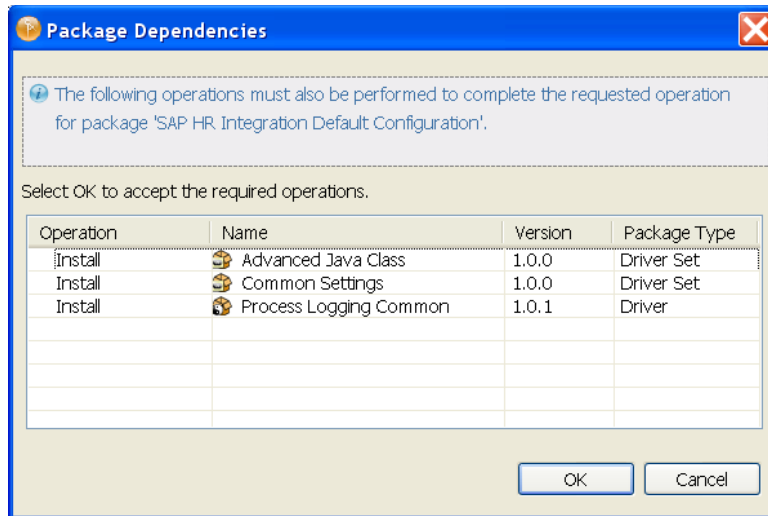 Package Dependencies
The following operations must also be performed to complete the requested operation
for package 'SAP HR Integration Default Configuration'.
Select OK to accept the required operations.
Operation Name Version Package Type
Install Advanced Java Class 1.0.0 Driver Set
Install Common Settings 1.0.0 Driver Set
Install Process Logging Common 1.0.1 Driver
OK Cancel